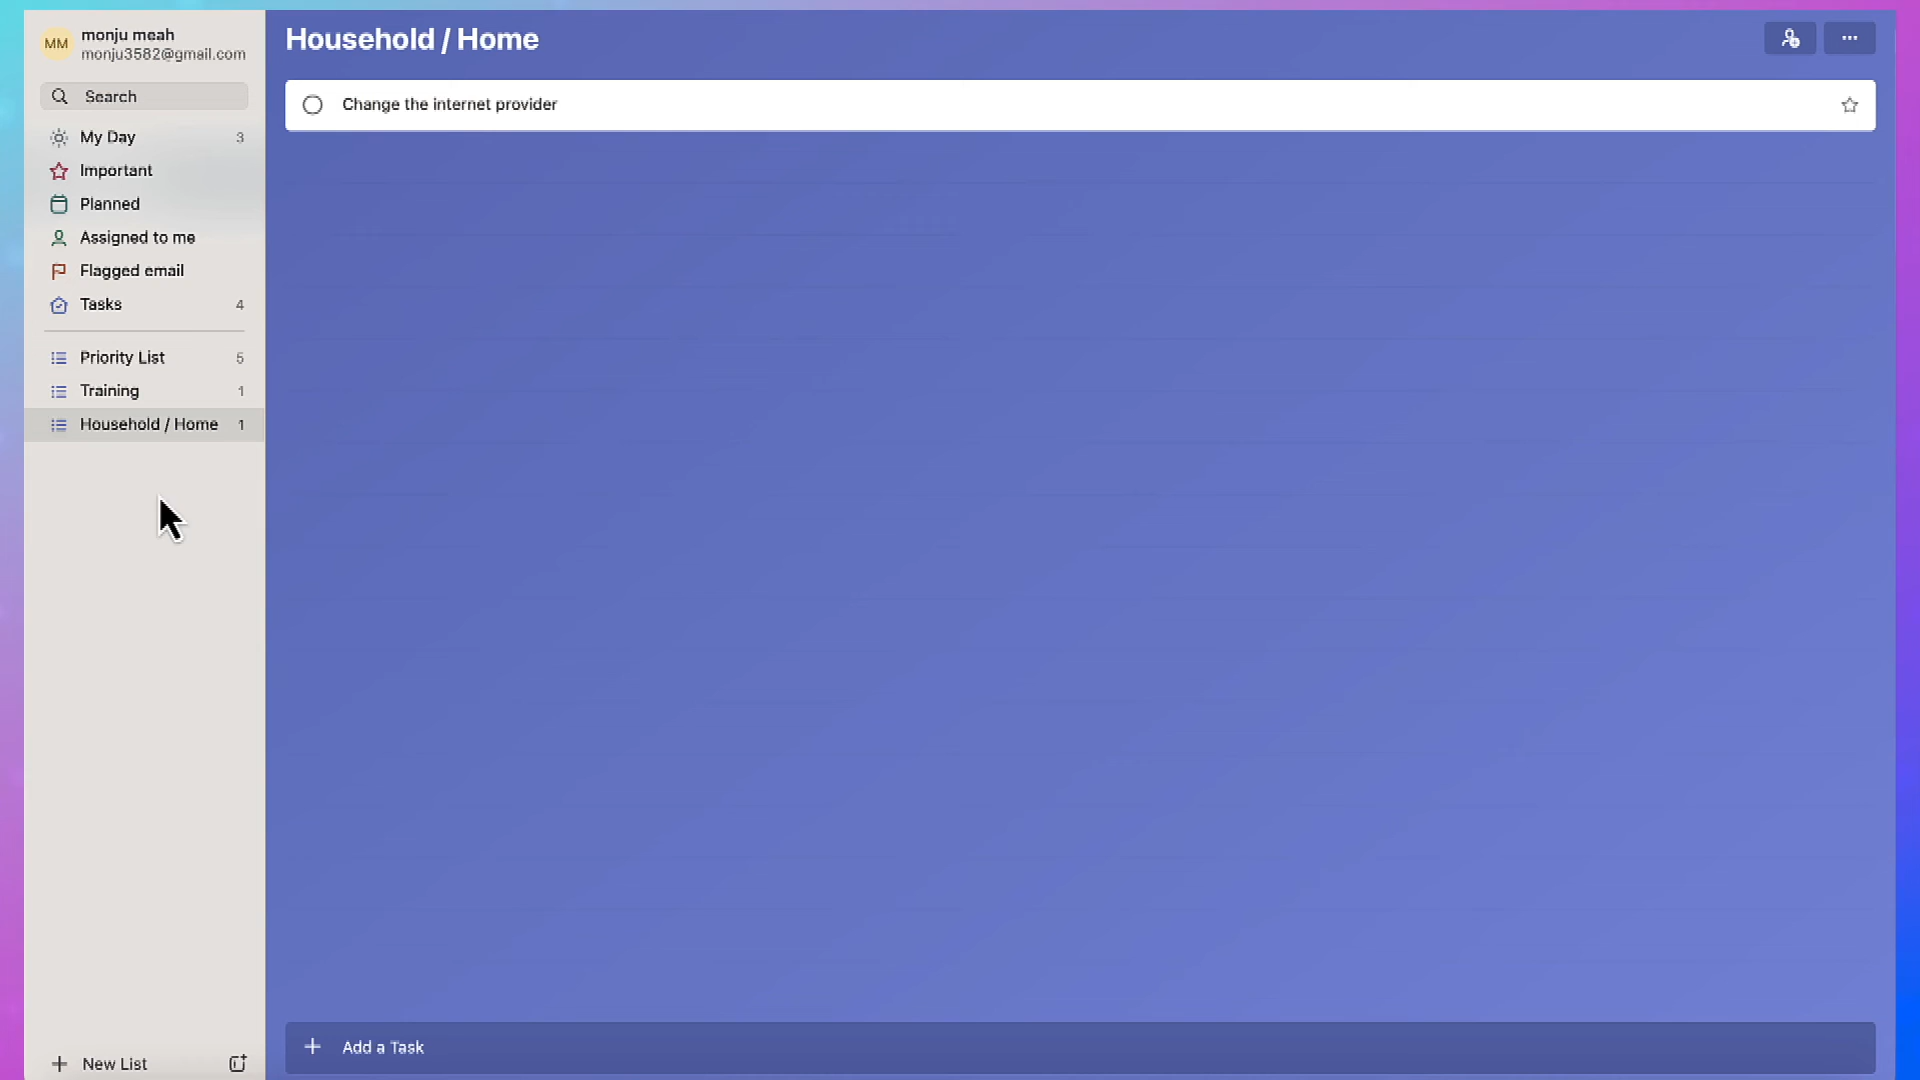 MM
monju meah
monju3582@gmail.com
Search
My Day 3
Important
Planned
Assigned to me
Flagged email
Tasks 4
Priority List 5
Training 1
Household / Home 1
New List
Household / Home
Change the internet provider
Add a Task